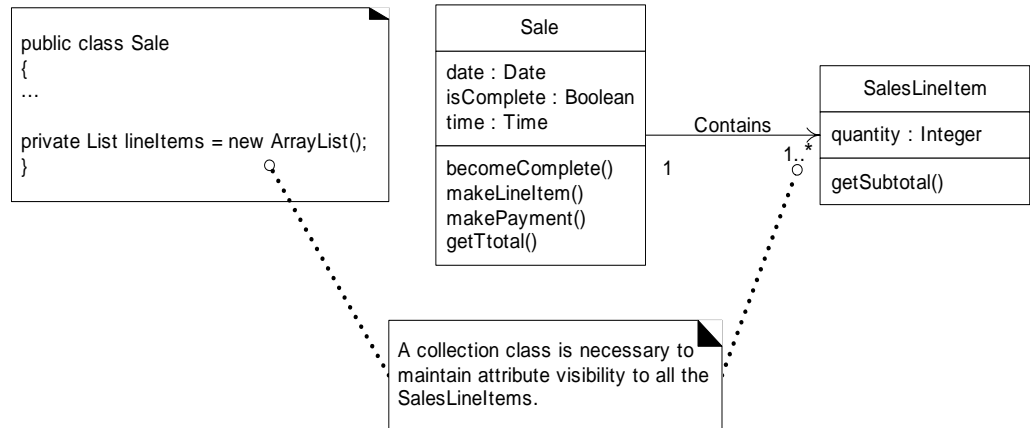 public class Sale
{
...
private List lineItems = new ArrayList();
}
Sale
date : Date
isComplete : Boolean
time : Time
becomeComplete()
makeLineItem()
makePayment()
getTtotal()
Contains
1
1..*
SalesLineItem
quantity : Integer
getSubtotal()
A collection class is necessary to
maintain attribute visibility to all the
SalesLineItems.